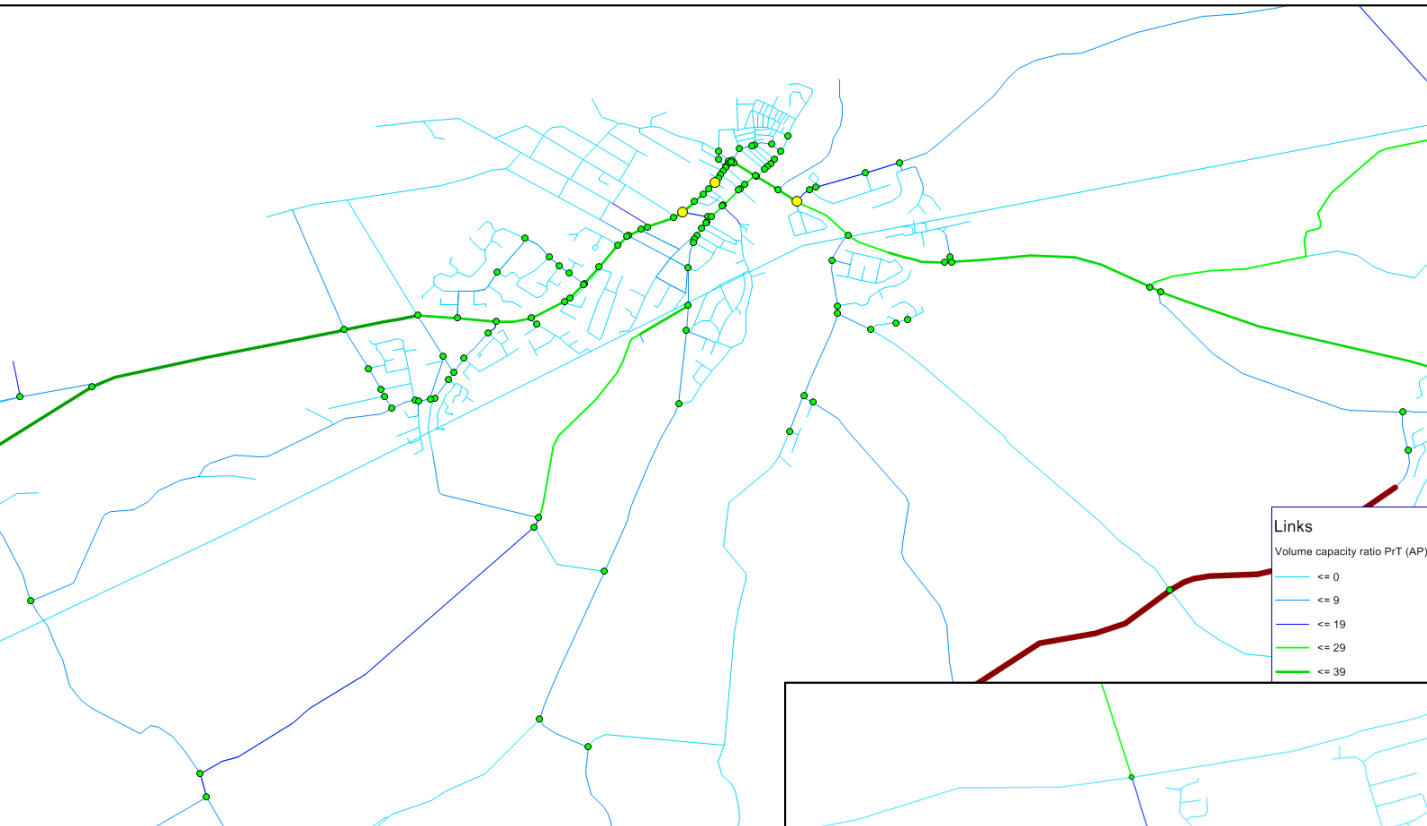 Links
Volume capacity ratio PrT (AP)
<= 0
<= 9
<= 19
<= 29
<= 39